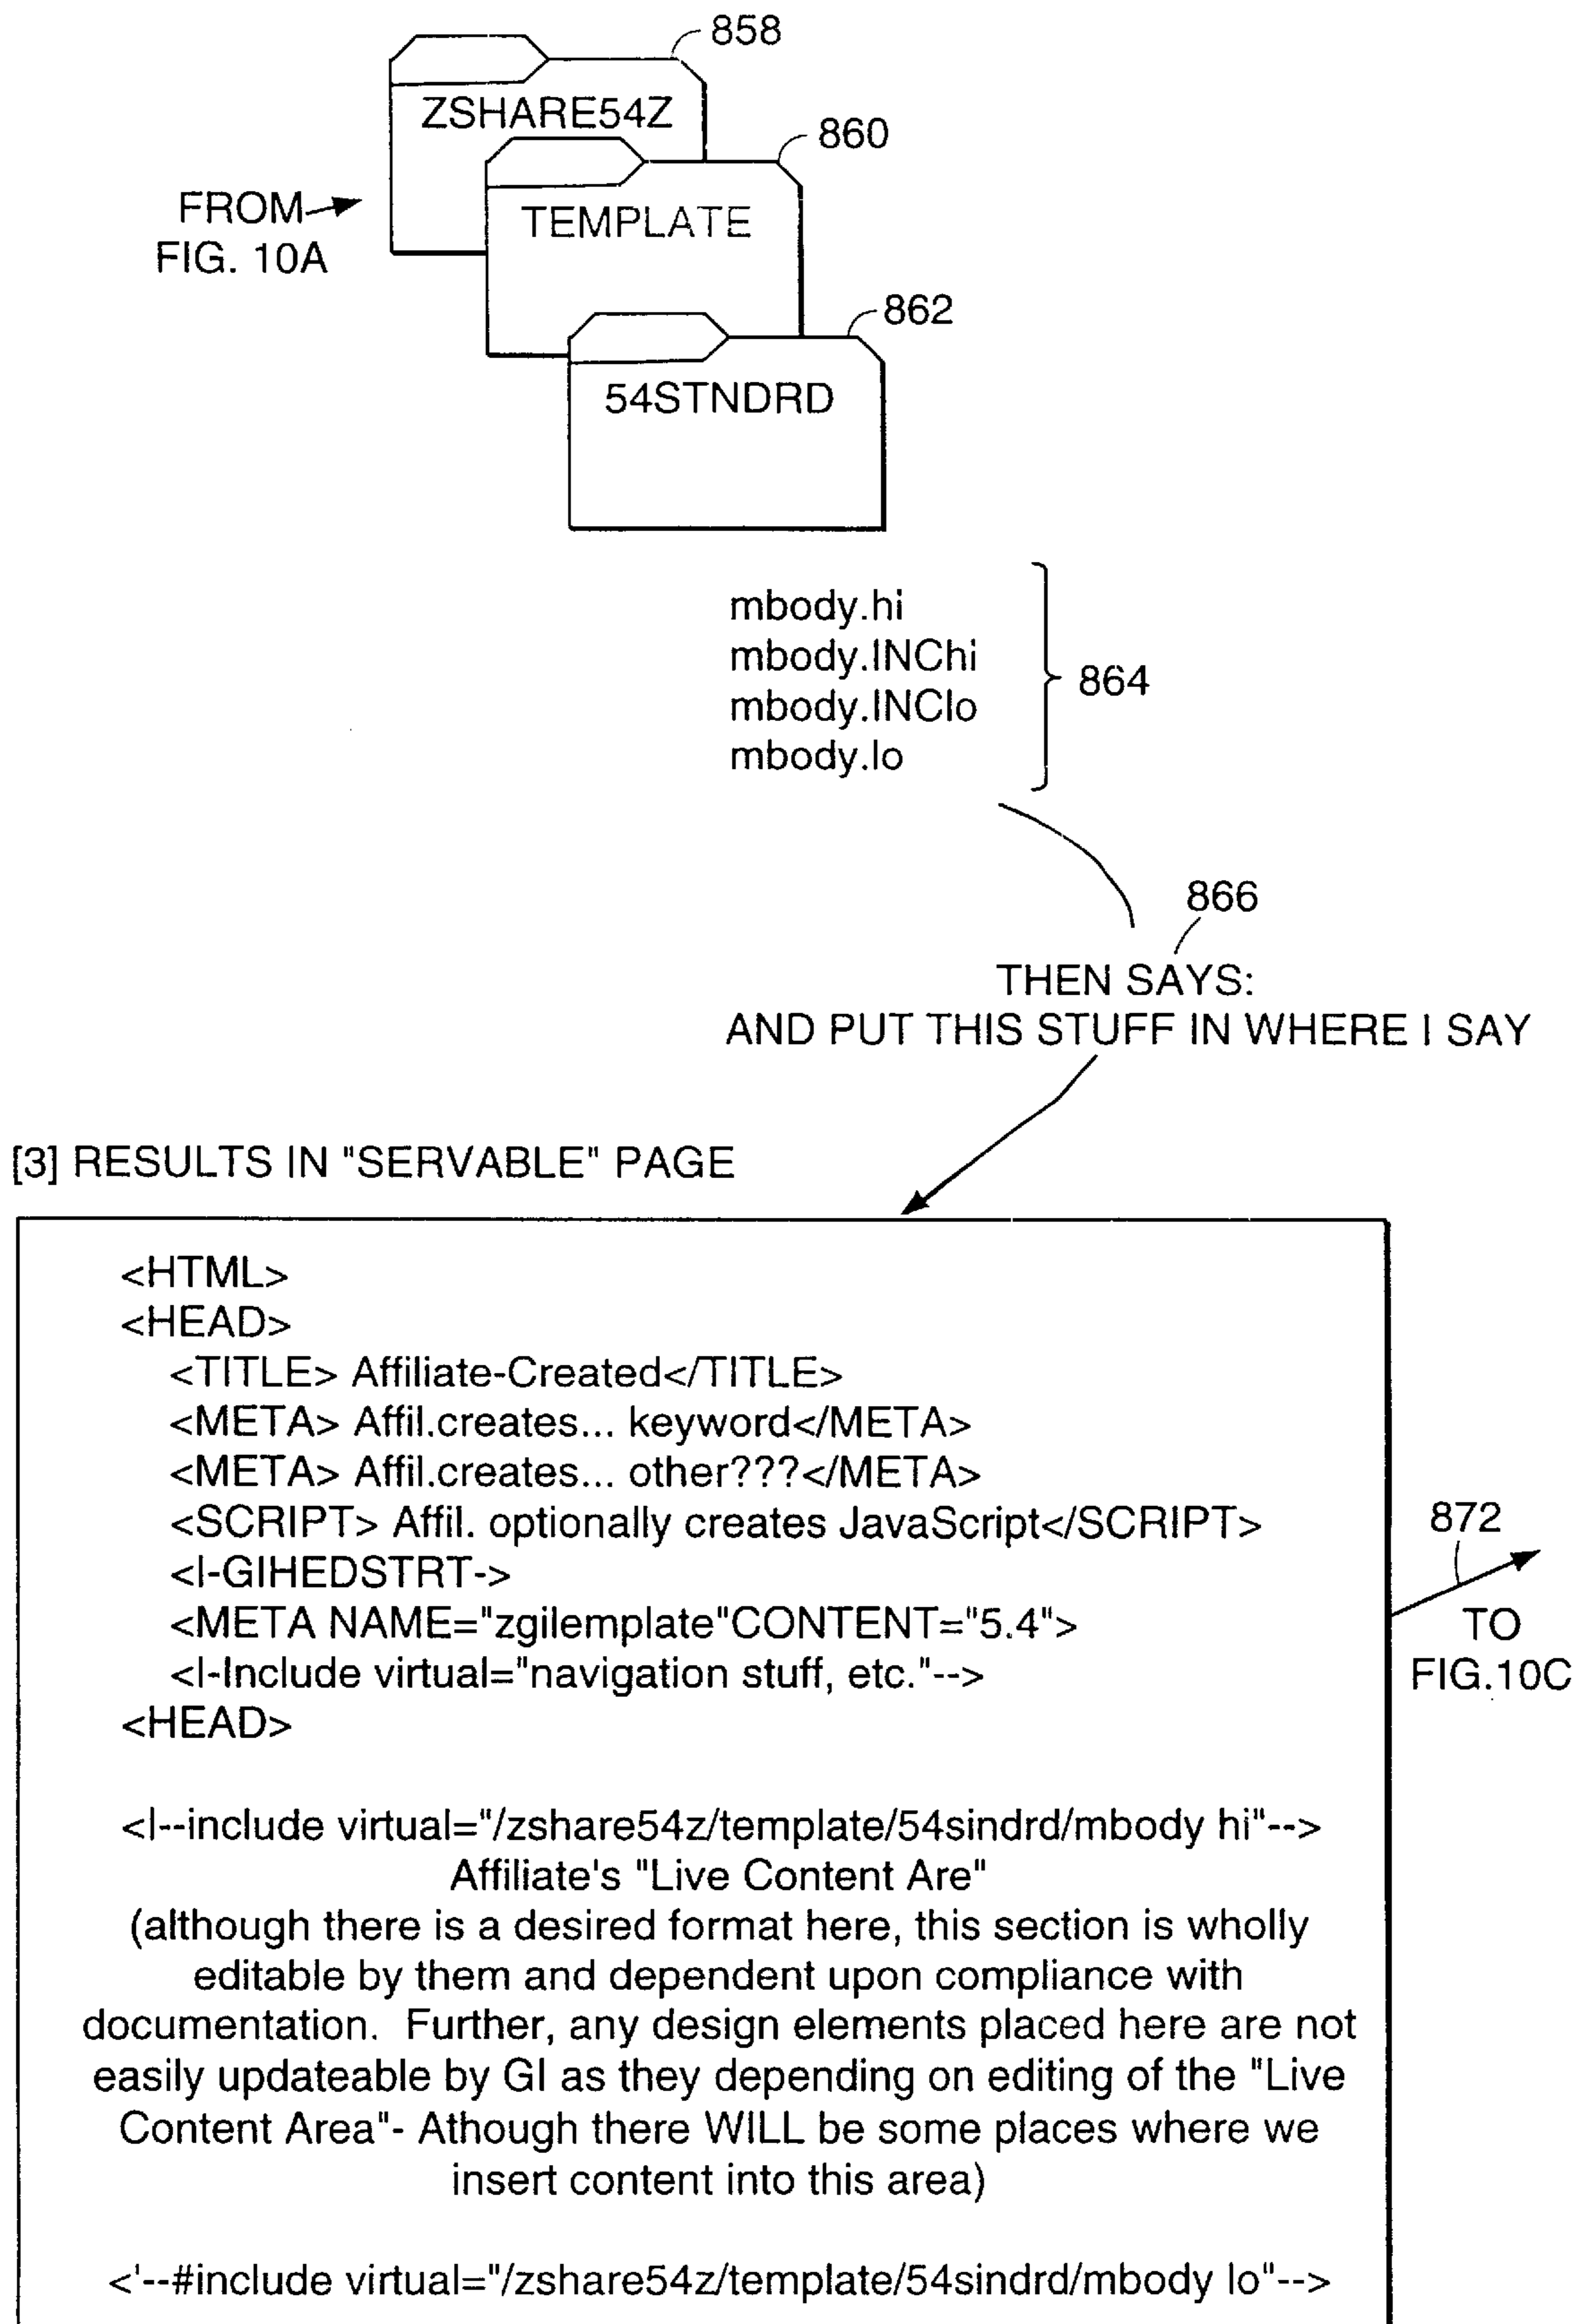 858
ZSHARE54Z
860
FROM
FIG. 10A
TEMPLATE
862
54STNDRD
mbody.hi
mbody.INChi
mbody.INClo
mbody.lo
864
866
THEN SAYS:
AND PUT THIS STUFF IN WHERE I SAY
[3] RESULTS IN "SERVABLE" PAGE
<HTML>
<HEAD>
<TITLE> Affiliate-Created</TITLE>
<META> Affil.creates... keyword</META>
<META> Affil.creates... other???</META>
<SCRIPT> Affil. optionally creates JavaScript</SCRIPT>
<l-GIHEDSTRT->
<META NAME="zgilemplate"CONTENT="5.4">
<l-Include virtual="navigation stuff, etc."-->
<HEAD>
872
TO
FIG.10C
<l--include virtual="/zshare54z/template/54sindrd/mbody hi"-->
Affiliate's "Live Content Are"
(although there is a desired format here, this section is wholly
editable by them and dependent upon compliance with
documentation.  Further, any design elements placed here are not
easily updateable by GI as they depending on editing of the "Live
Content Area"- Athough there WILL be some places where we
insert content into this area)
<'--#include virtual="/zshare54z/template/54sindrd/mbody lo"-->